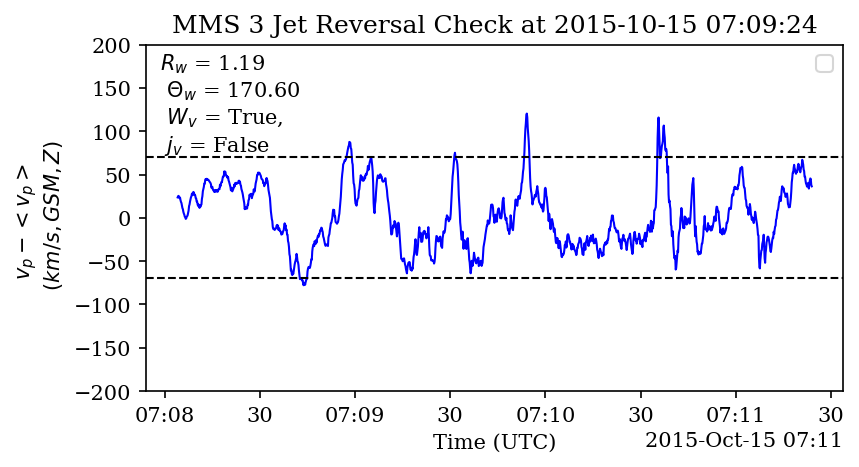 MMS 3 Jet Reversal Check at 2015-10-15 07:09:24
R_w = 1.19
Θ_w = 170.60
W_v = True,
j_v = False
200
150
100
50
0
−50
−100
−150
−200
v_p − < v_p >
(km/s, GSM, Z)
07:08 30 07:09 30 07:10 30 07:11 30
Time (UTC)
2015-Oct-15 07:11